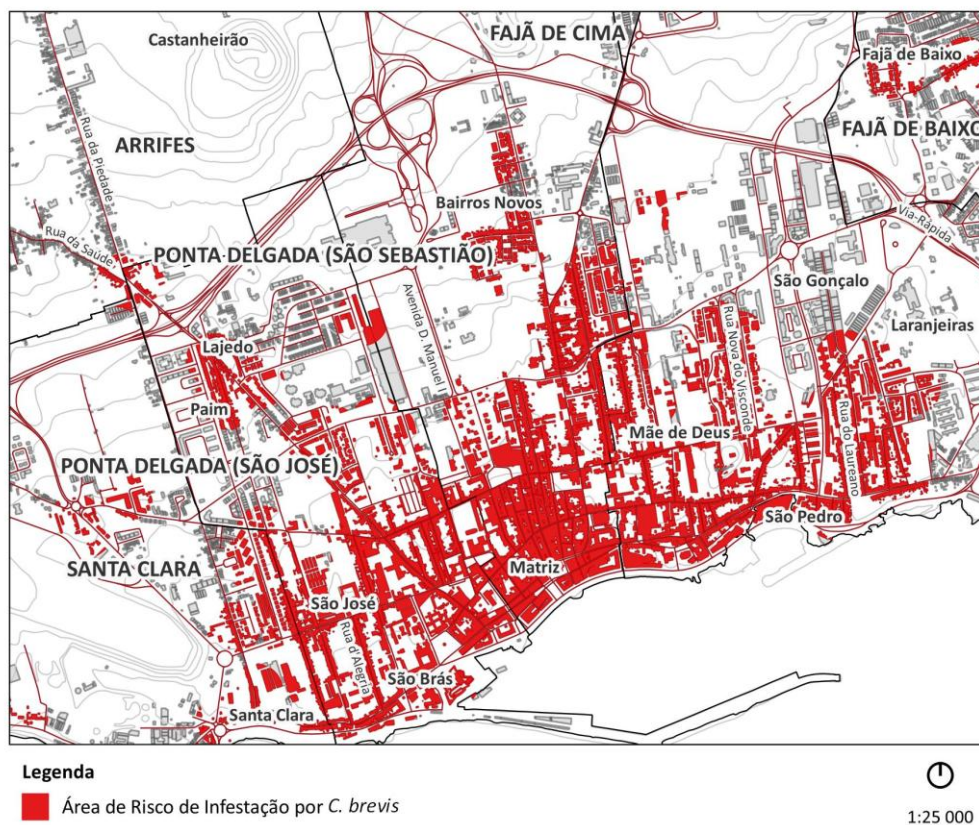 Castanheirão
FAJÃ DE CIMA
Fajã de Baixo
ARRIFES
FAJÃ DE BAIXO
Rua da Piedade
Bairros Novos
Rua da Saúde
Via-Rápida
PONTA DELGADA (SÃO SEBASTIÃO)
São Gonçalo
Avenida D. Manuel I
Laranjeiras
Lajedo
Rua Nova do Visconde
Paim
Mãe de Deus
Rua do Laureano
PONTA DELGADA (SÃO JOSÉ)
São Pedro
SANTA CLARA
Matriz
São José
Rua d'Alegria
São Brás
Santa Clara
Legenda
Área de Risco de Infestação por C. brevis
1:25 000